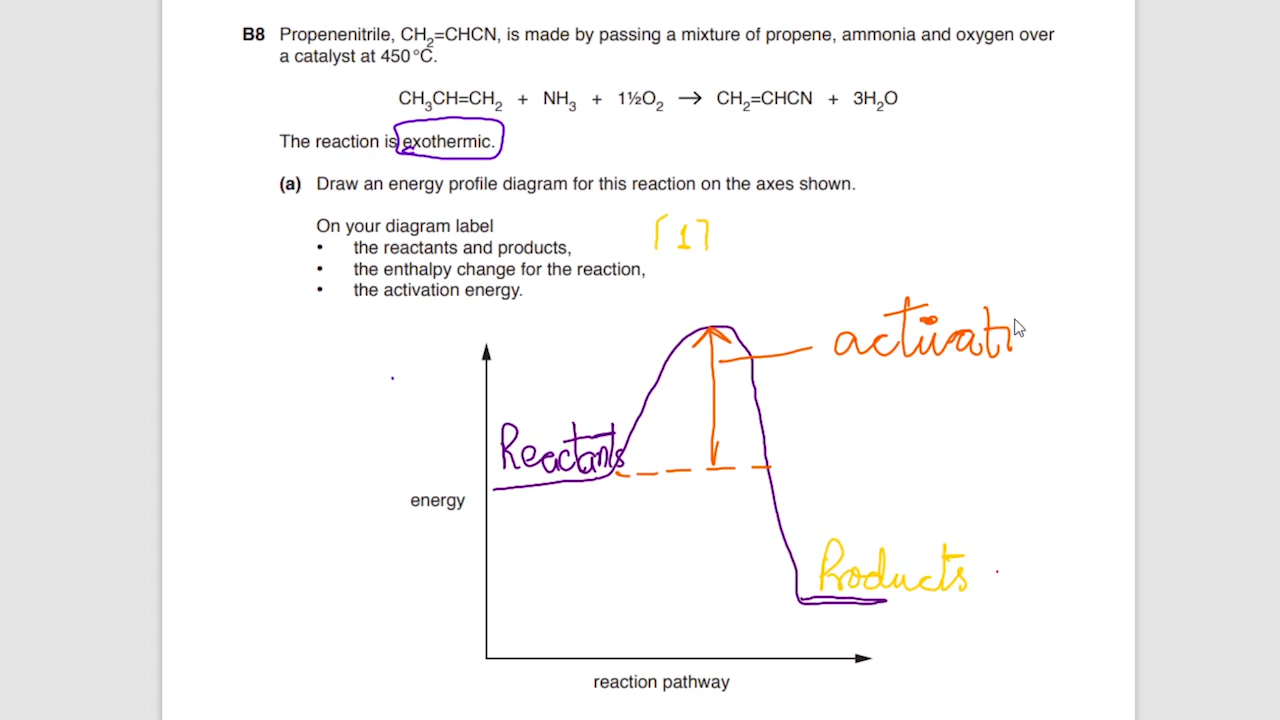 B8 Propenenitrile, CH2=CHCN, is made by passing a mixture of propene, ammonia and oxygen over
a catalyst at 450 °C.
CH3CH=CH2 + NH3 + 1½O2 → CH2=CHCN + 3H2O
The reaction is exothermic.
(a) Draw an energy profile diagram for this reaction on the axes shown.
On your diagram label
[1]
• the reactants and products,
• the enthalpy change for the reaction,
• the activation energy.
activati
Reactants
energy
Products
reaction pathway